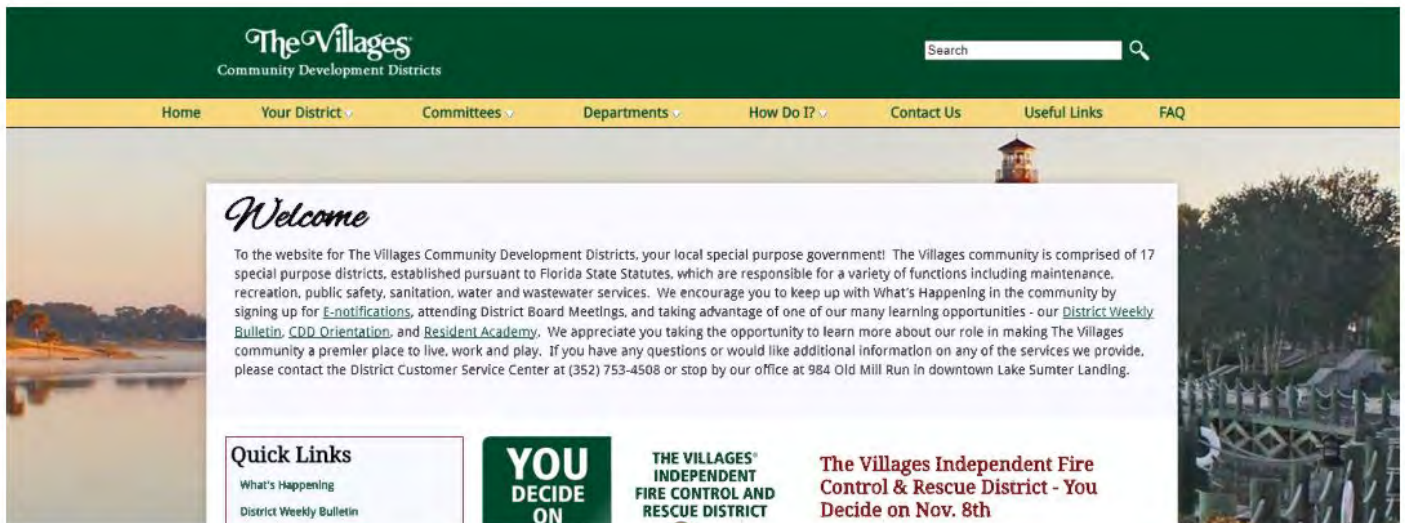 The Villages®
Community Development Districts
Search
Home Your District Committees Departments How Do I? Contact Us Useful Links FAQ
Welcome
To the website for The Villages Community Development Districts, your local special purpose government! The Villages community is comprised of 17
special purpose districts, established pursuant to Florida State Statutes, which are responsible for a variety of functions including maintenance,
recreation, public safety, sanitation, water and wastewater services. We encourage you to keep up with What's Happening in the community by
signing up for E-notifications, attending District Board Meetings, and taking advantage of one of our many learning opportunities - our District Weekly
Bulletin, CDD Orientation, and Resident Academy. We appreciate you taking the opportunity to learn more about our role in making The Villages
community a premier place to live, work and play. If you have any questions or would like additional information on any of the services we provide,
please contact the District Customer Service Center at (352) 753-4508 or stop by our office at 984 Old Mill Run in downtown Lake Sumter Landing.
Quick Links
What's Happening
District Weekly Bulletin
YOU
DECIDE
ON
THE VILLAGES®
INDEPENDENT
FIRE CONTROL AND
RESCUE DISTRICT
The Villages Independent Fire
Control & Rescue District - You
Decide on Nov. 8th